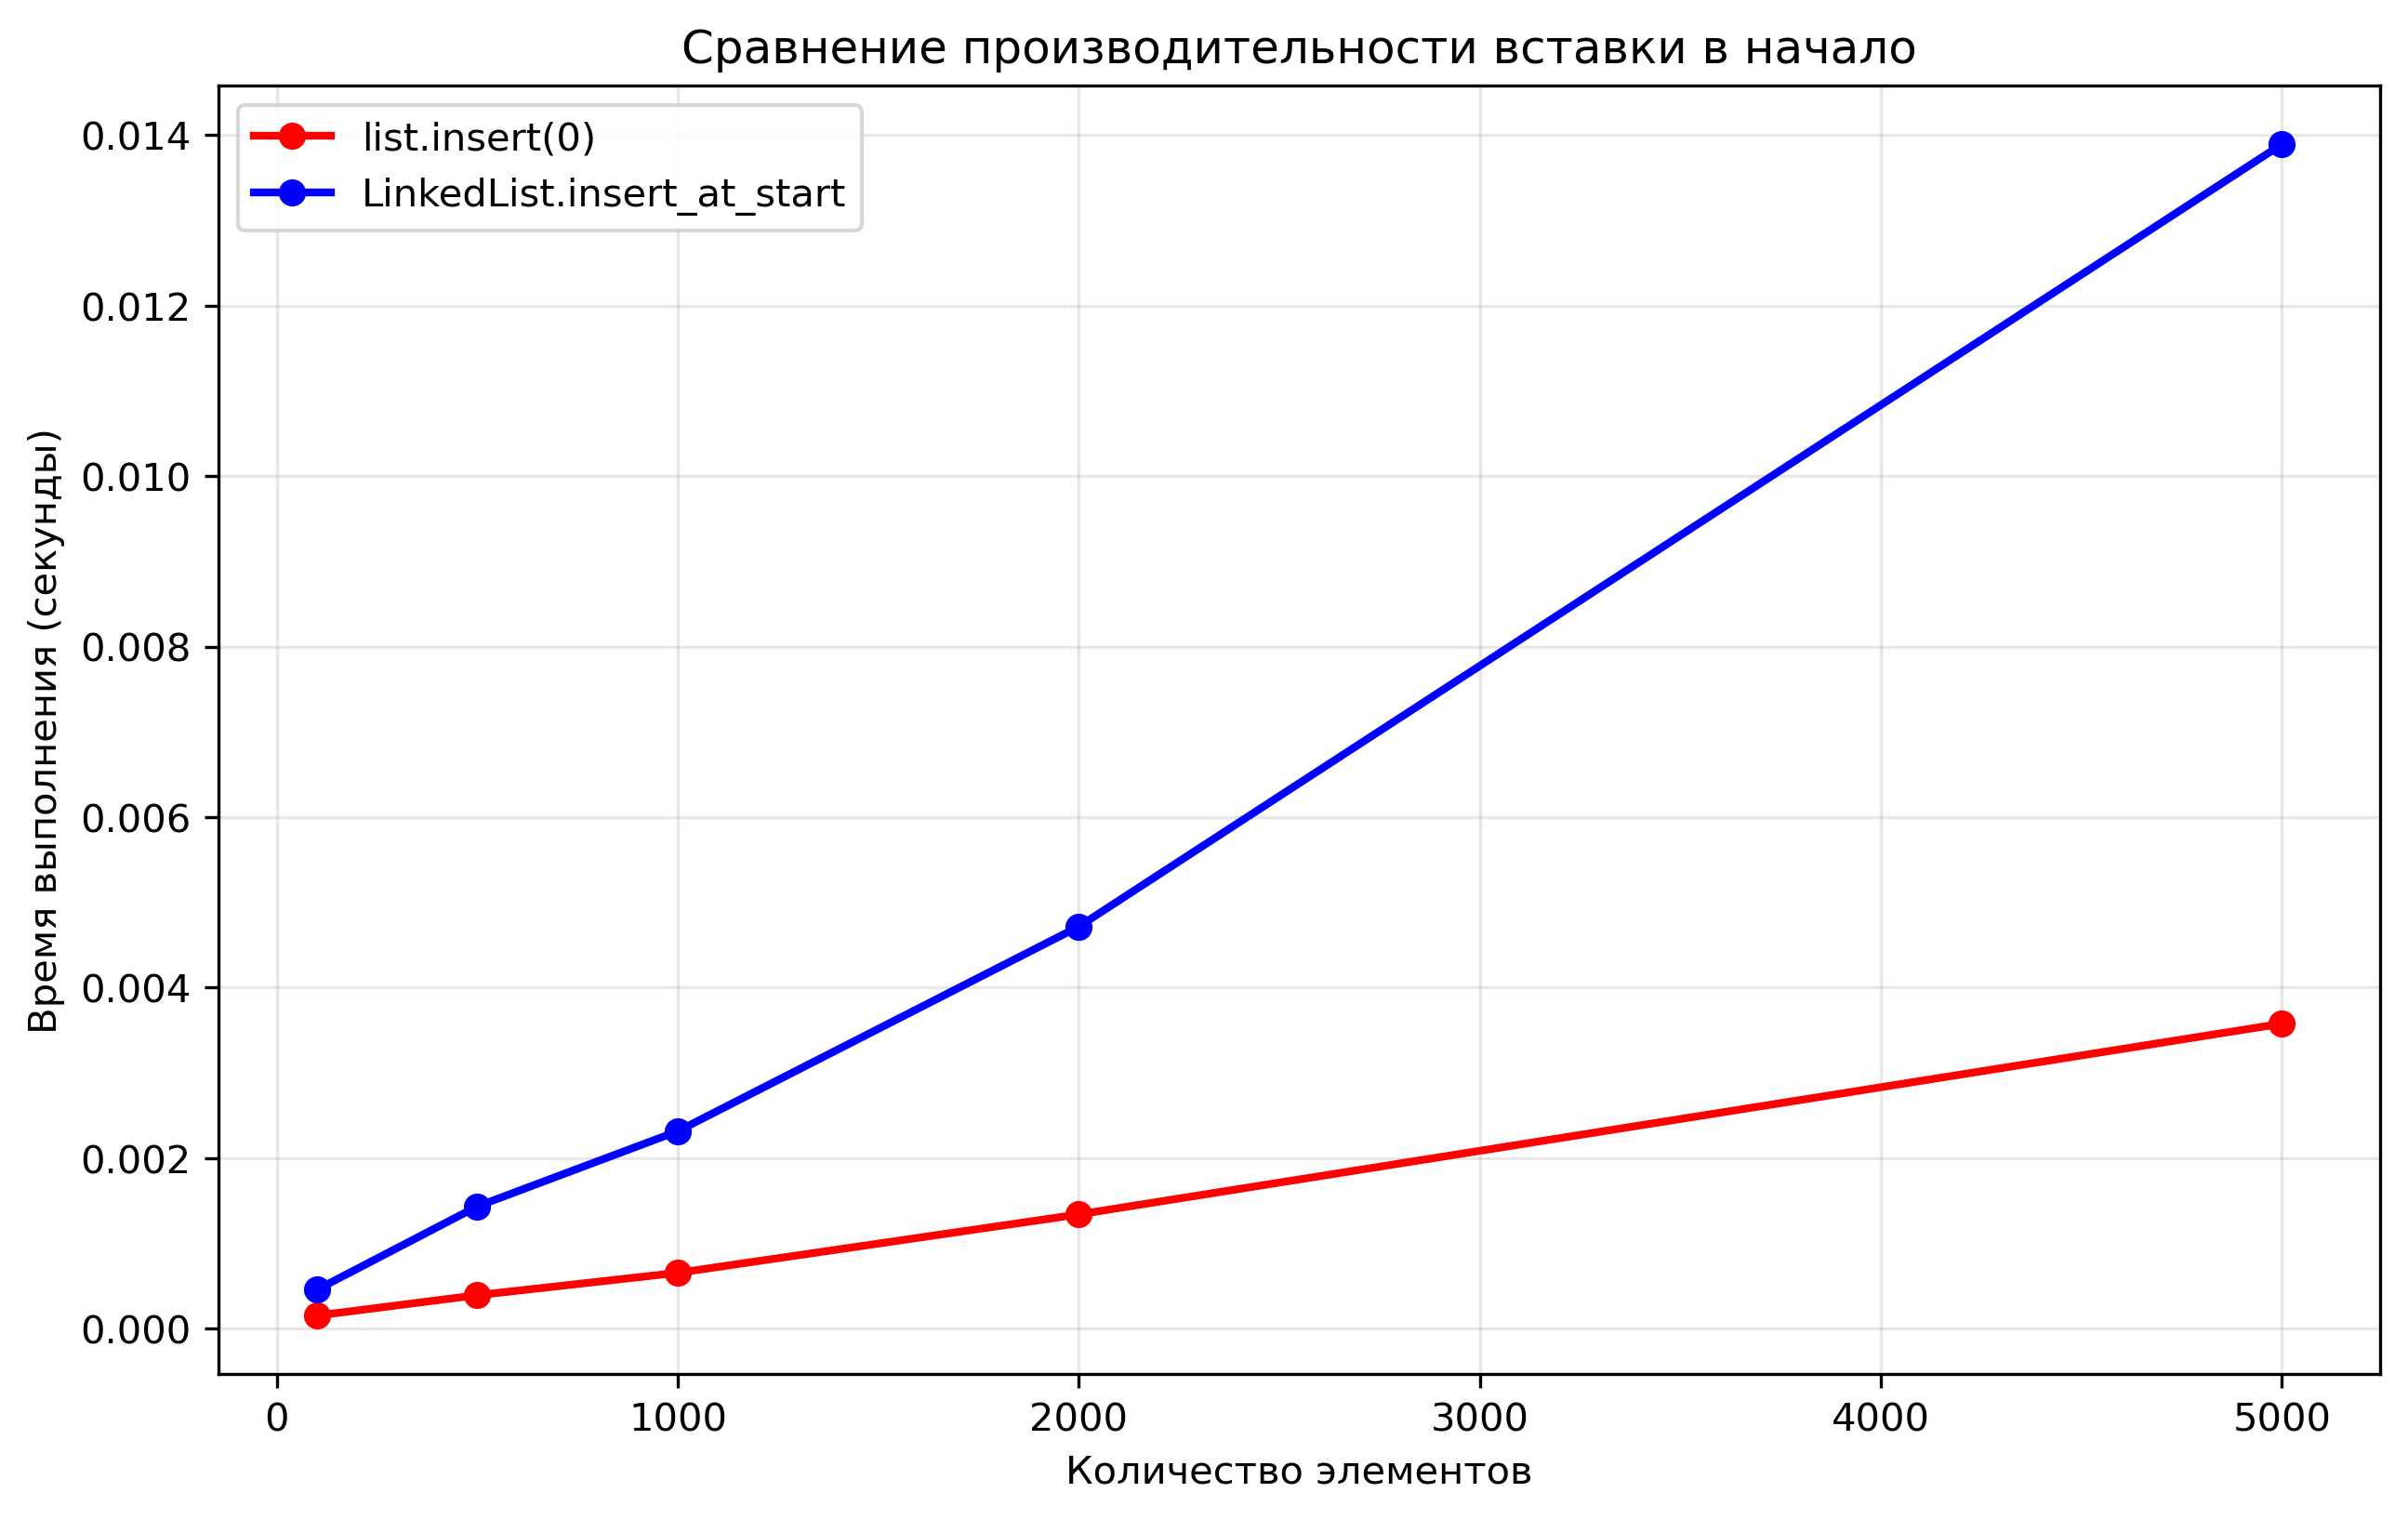 Сравнение производительности вставки в начало
list.insert(0)
LinkedList.insert_at_start
Время выполнения (секунды)
0.014
0.012
0.010
0.008
0.006
0.004
0.002
0.000
0 1000 2000 3000 4000 5000
Количество элементов